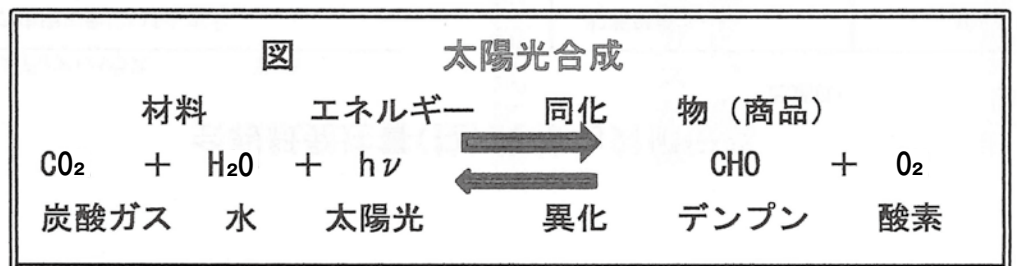 図 太陽光合成
材料 エネルギー 同化 物（商品）
CO₂ + H₂O + hν CHO + O₂
炭酸ガス 水 太陽光 異化 デンプン 酸素